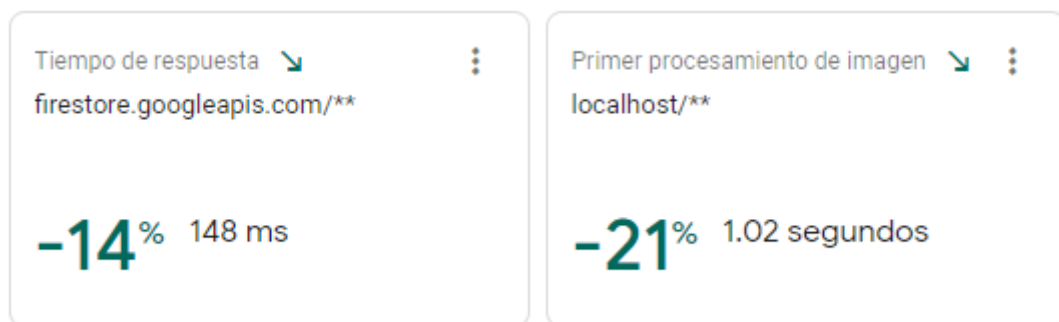 Tiempo de respuesta
firestore.googleapis.com/**
-14% 148 ms
Primer procesamiento de imagen
localhost/**
-21% 1.02 segundos